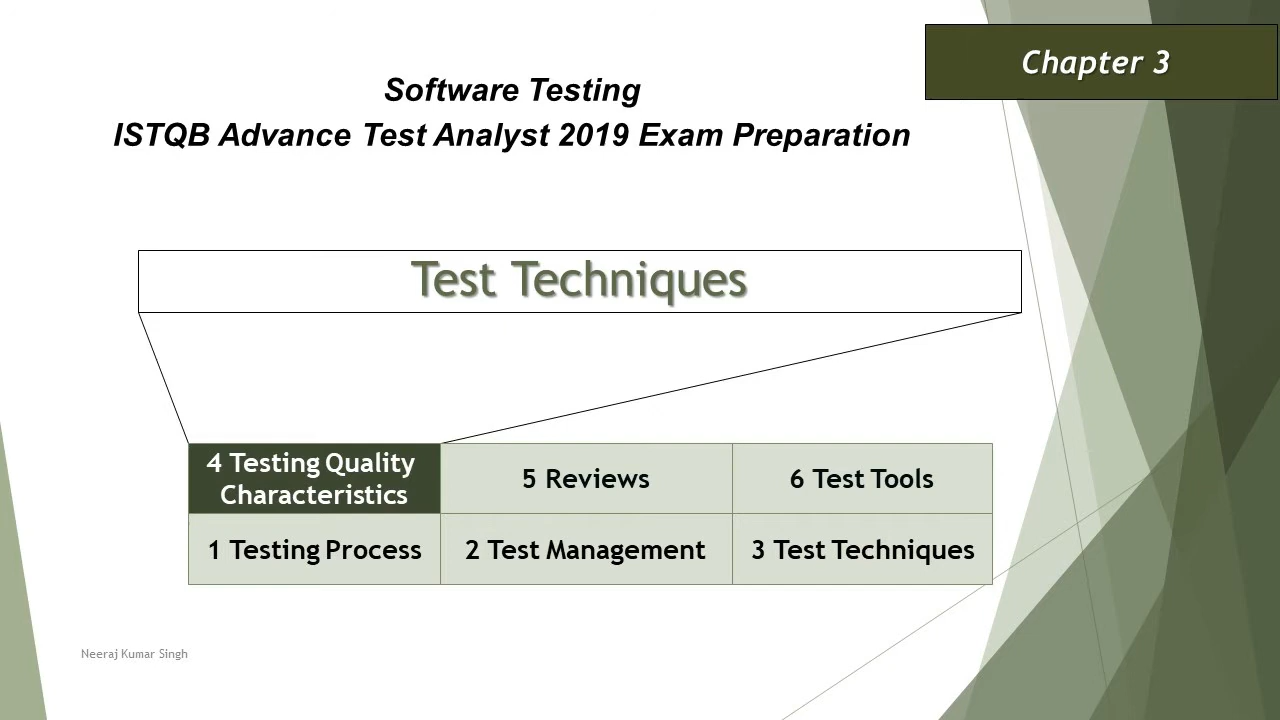 Chapter 3
Software Testing
ISTQB Advance Test Analyst 2019 Exam Preparation
Test Techniques
4 Testing Quality
Characteristics
5 Reviews
6 Test Tools
1 Testing Process
2 Test Management
3 Test Techniques
Neeraj Kumar Singh